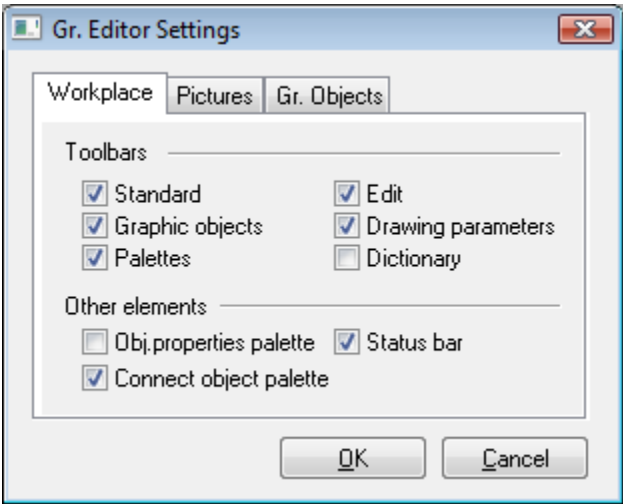 Gr. Editor Settings
Workplace Pictures Gr. Objects
Toolbars
Standard Edit
Graphic objects Drawing parameters
Palettes Dictionary
Other elements
Obj.properties palette Status bar
Connect object palette
OK Cancel